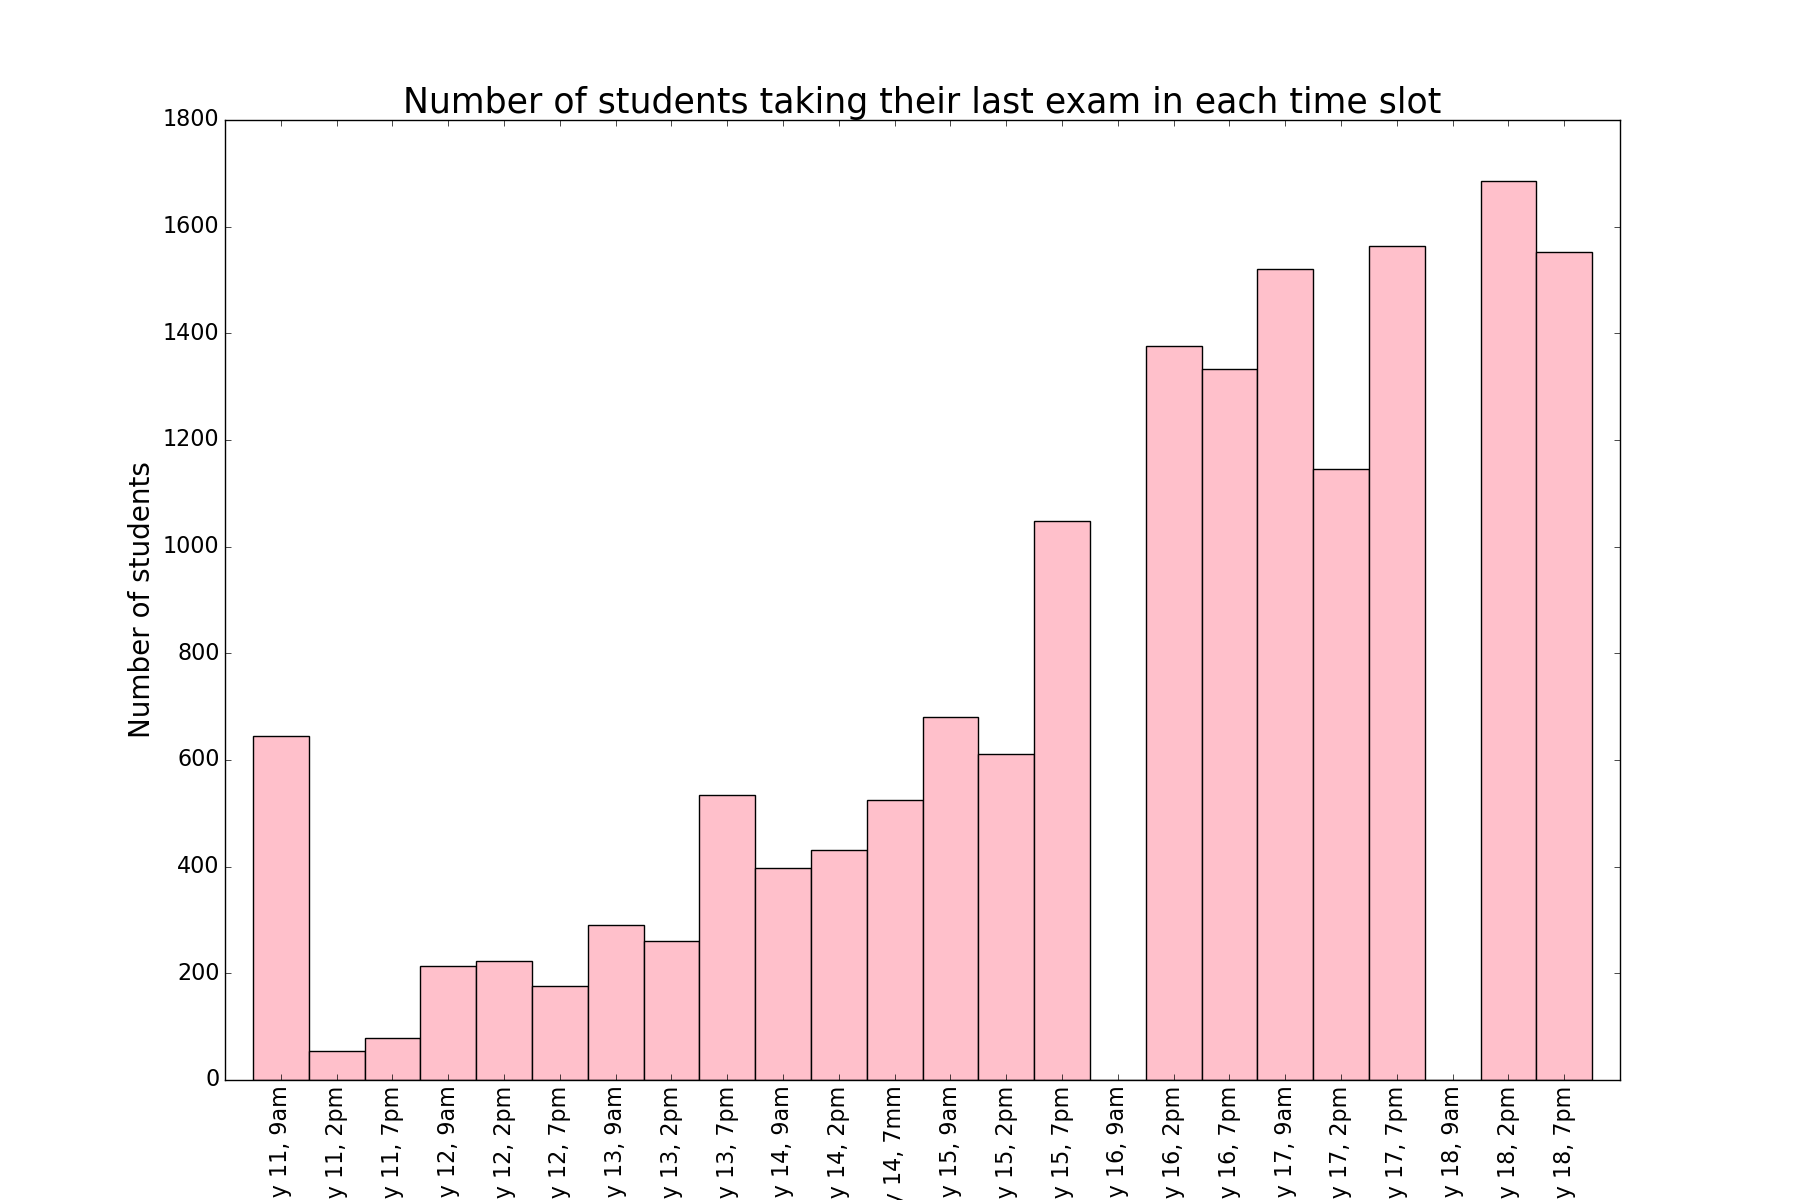 Number of students taking their last exam in each time slot
Number of students
1800
1600
1400
1200
1000
800
600
400
200
0
y 11, 9am
y 11, 2pm
y 11, 7pm
y 12, 9am
y 12, 2pm
y 12, 7pm
y 13, 9am
y 13, 2pm
y 13, 7pm
y 14, 9am
y 14, 2pm
y 14, 7mm
y 15, 9am
y 15, 2pm
y 15, 7pm
y 16, 9am
y 16, 2pm
y 16, 7pm
y 17, 9am
y 17, 2pm
y 17, 7pm
y 18, 9am
y 18, 2pm
y 18, 7pm